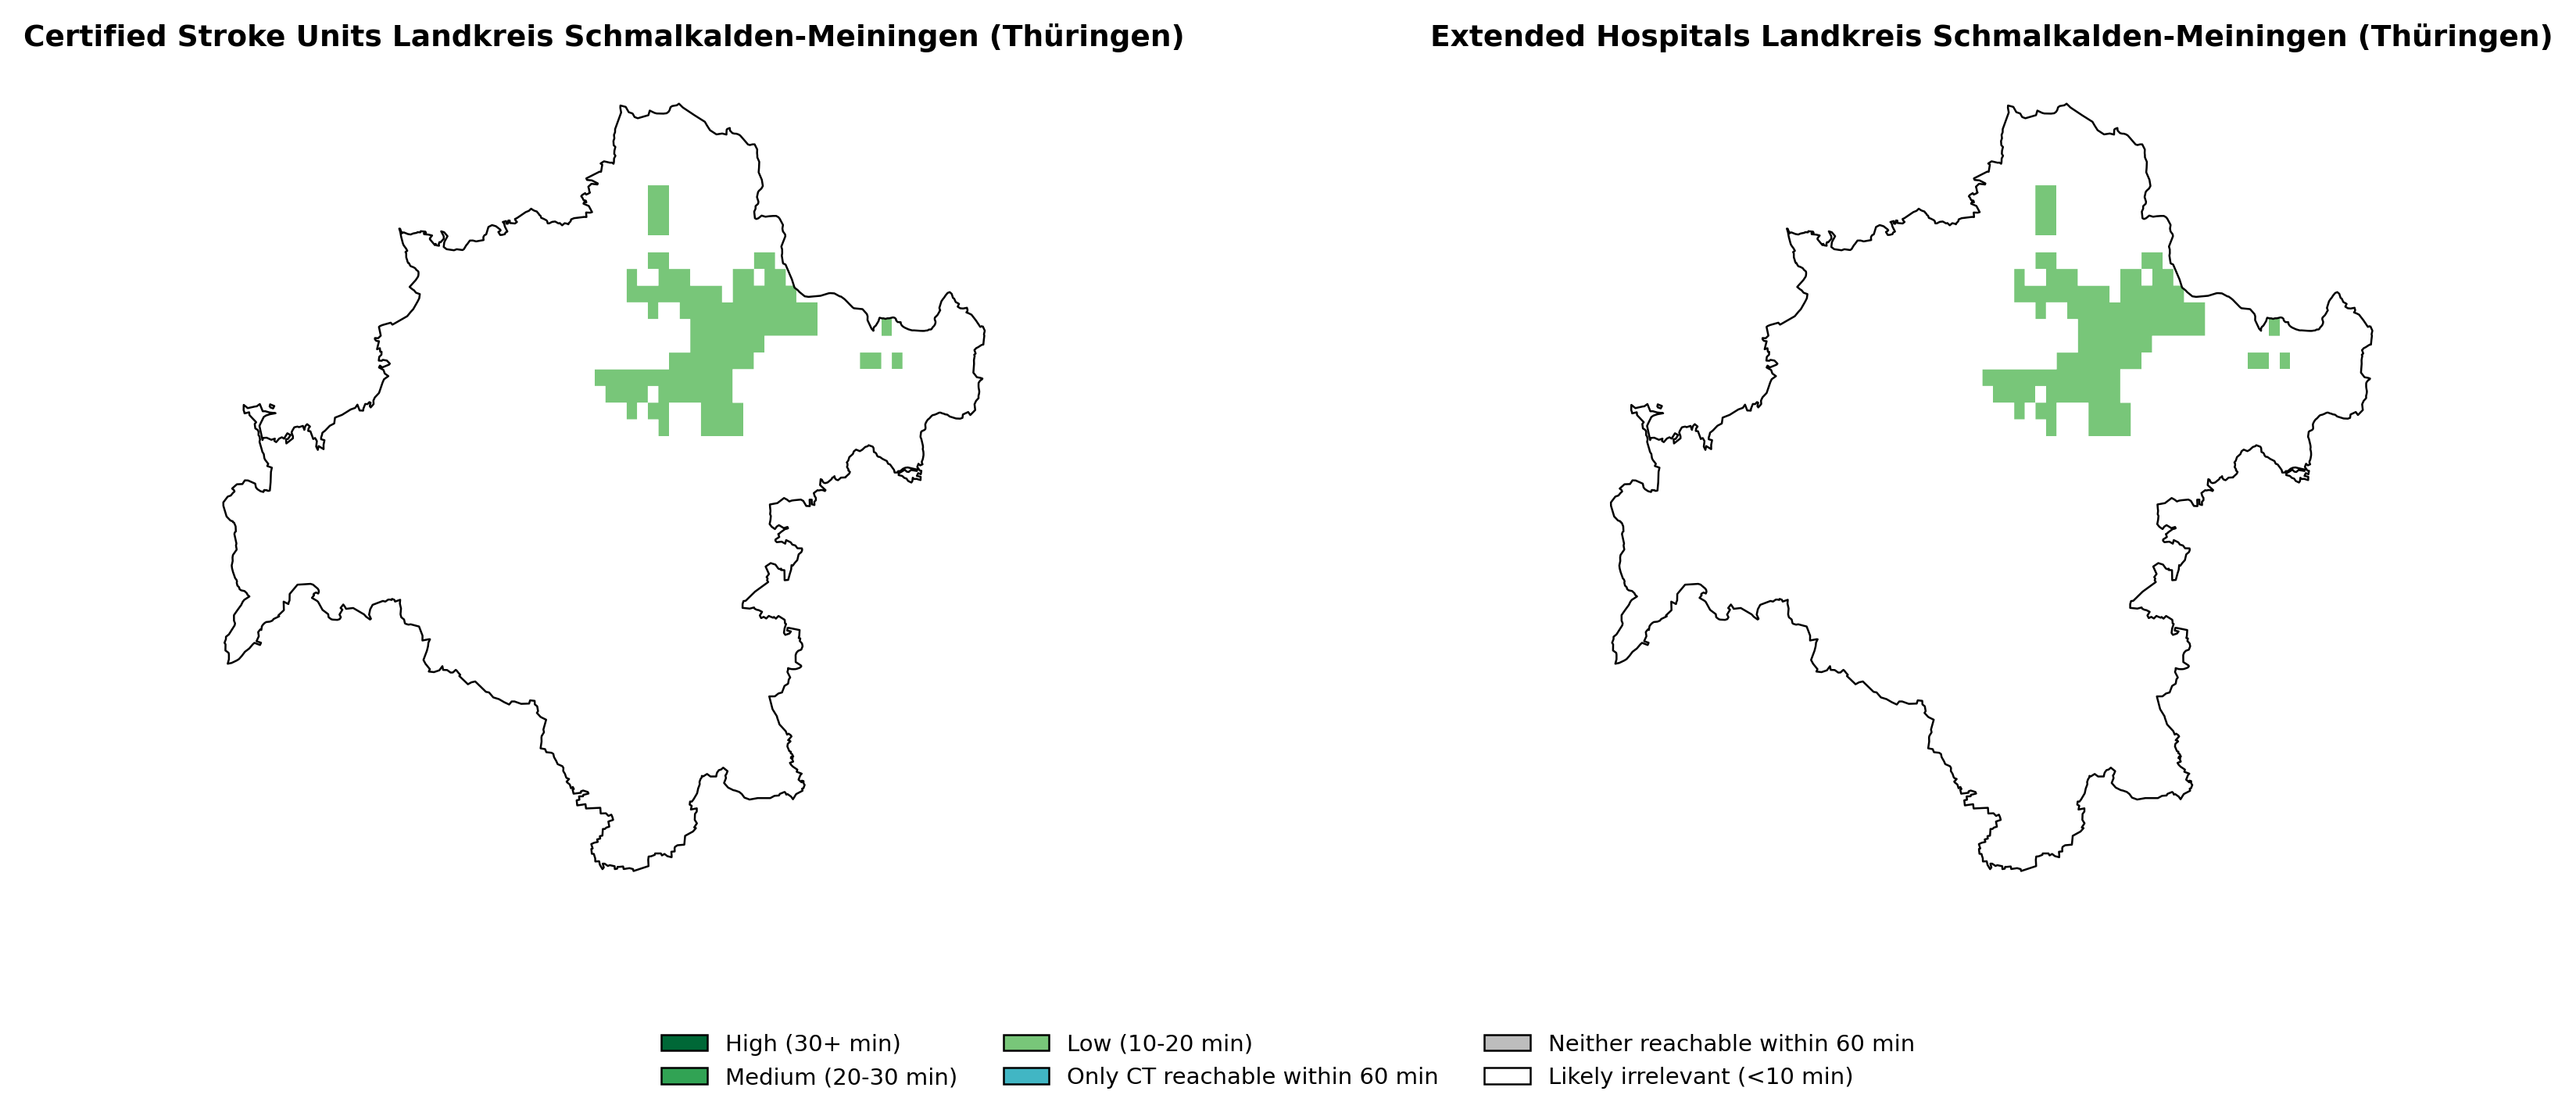 Certified Stroke Units Landkreis Schmalkalden-Meiningen (Thüringen)
Extended Hospitals Landkreis Schmalkalden-Meiningen (Thüringen)
High (30+ min)
Medium (20-30 min)
Low (10-20 min)
Only CT reachable within 60 min
Neither reachable within 60 min
Likely irrelevant (<10 min)